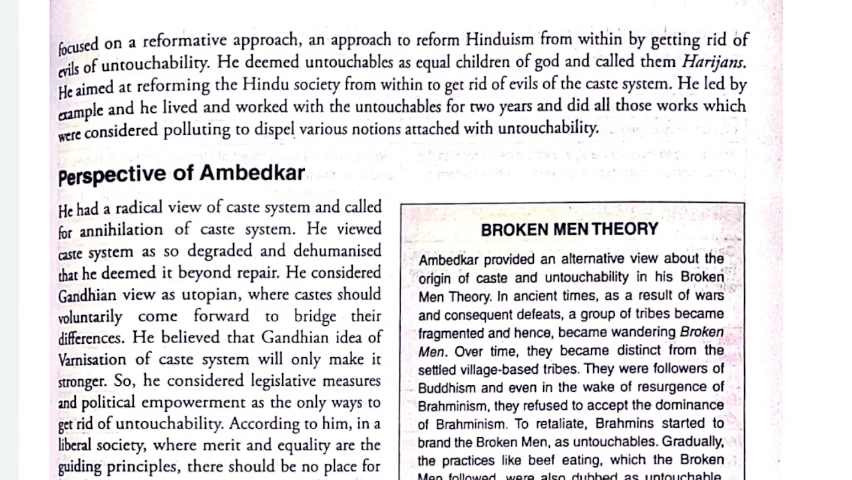 focused on a reformative approach, an approach to reform Hinduism from within by getting rid of
evils of untouchability. He deemed untouchables as equal children of god and called them Harijans.
He aimed at reforming the Hindu society from within to get rid of evils of the caste system. He led by
example and he lived and worked with the untouchables for two years and did all those works which
were considered polluting to dispel various notions attached with untouchability.
Perspective of Ambedkar
He had a radical view of caste system and called
for annihilation of caste system. He viewed
caste system as so degraded and dehumanised
that he deemed it beyond repair. He considered
Gandhian view as utopian, where castes should
voluntarily come forward to bridge their
differences. He believed that Gandhian idea of
Varnisation of caste system will only make it
stronger. So, he considered legislative measures
and political empowerment as the only ways to
get rid of untouchability. According to him, in a
liberal society, where merit and equality are the
guiding principles, there should be no place for
BROKEN MEN THEORY
Ambedkar provided an alternative view about the
origin of caste and untouchability in his Broken
Men Theory. In ancient times, as a result of wars
and consequent defeats, a group of tribes became
fragmented and hence, became wandering Broken
Men. Over time, they became distinct from the
settled village-based tribes. They were followers of
Buddhism and even in the wake of resurgence of
Brahminism, they refused to accept the dominance
of Brahminism. To retaliate, Brahmins started to
brand the Broken Men, as untouchables. Gradually,
the practices like beef eating, which the Broken
Men followed, were also dubbed as untouchable